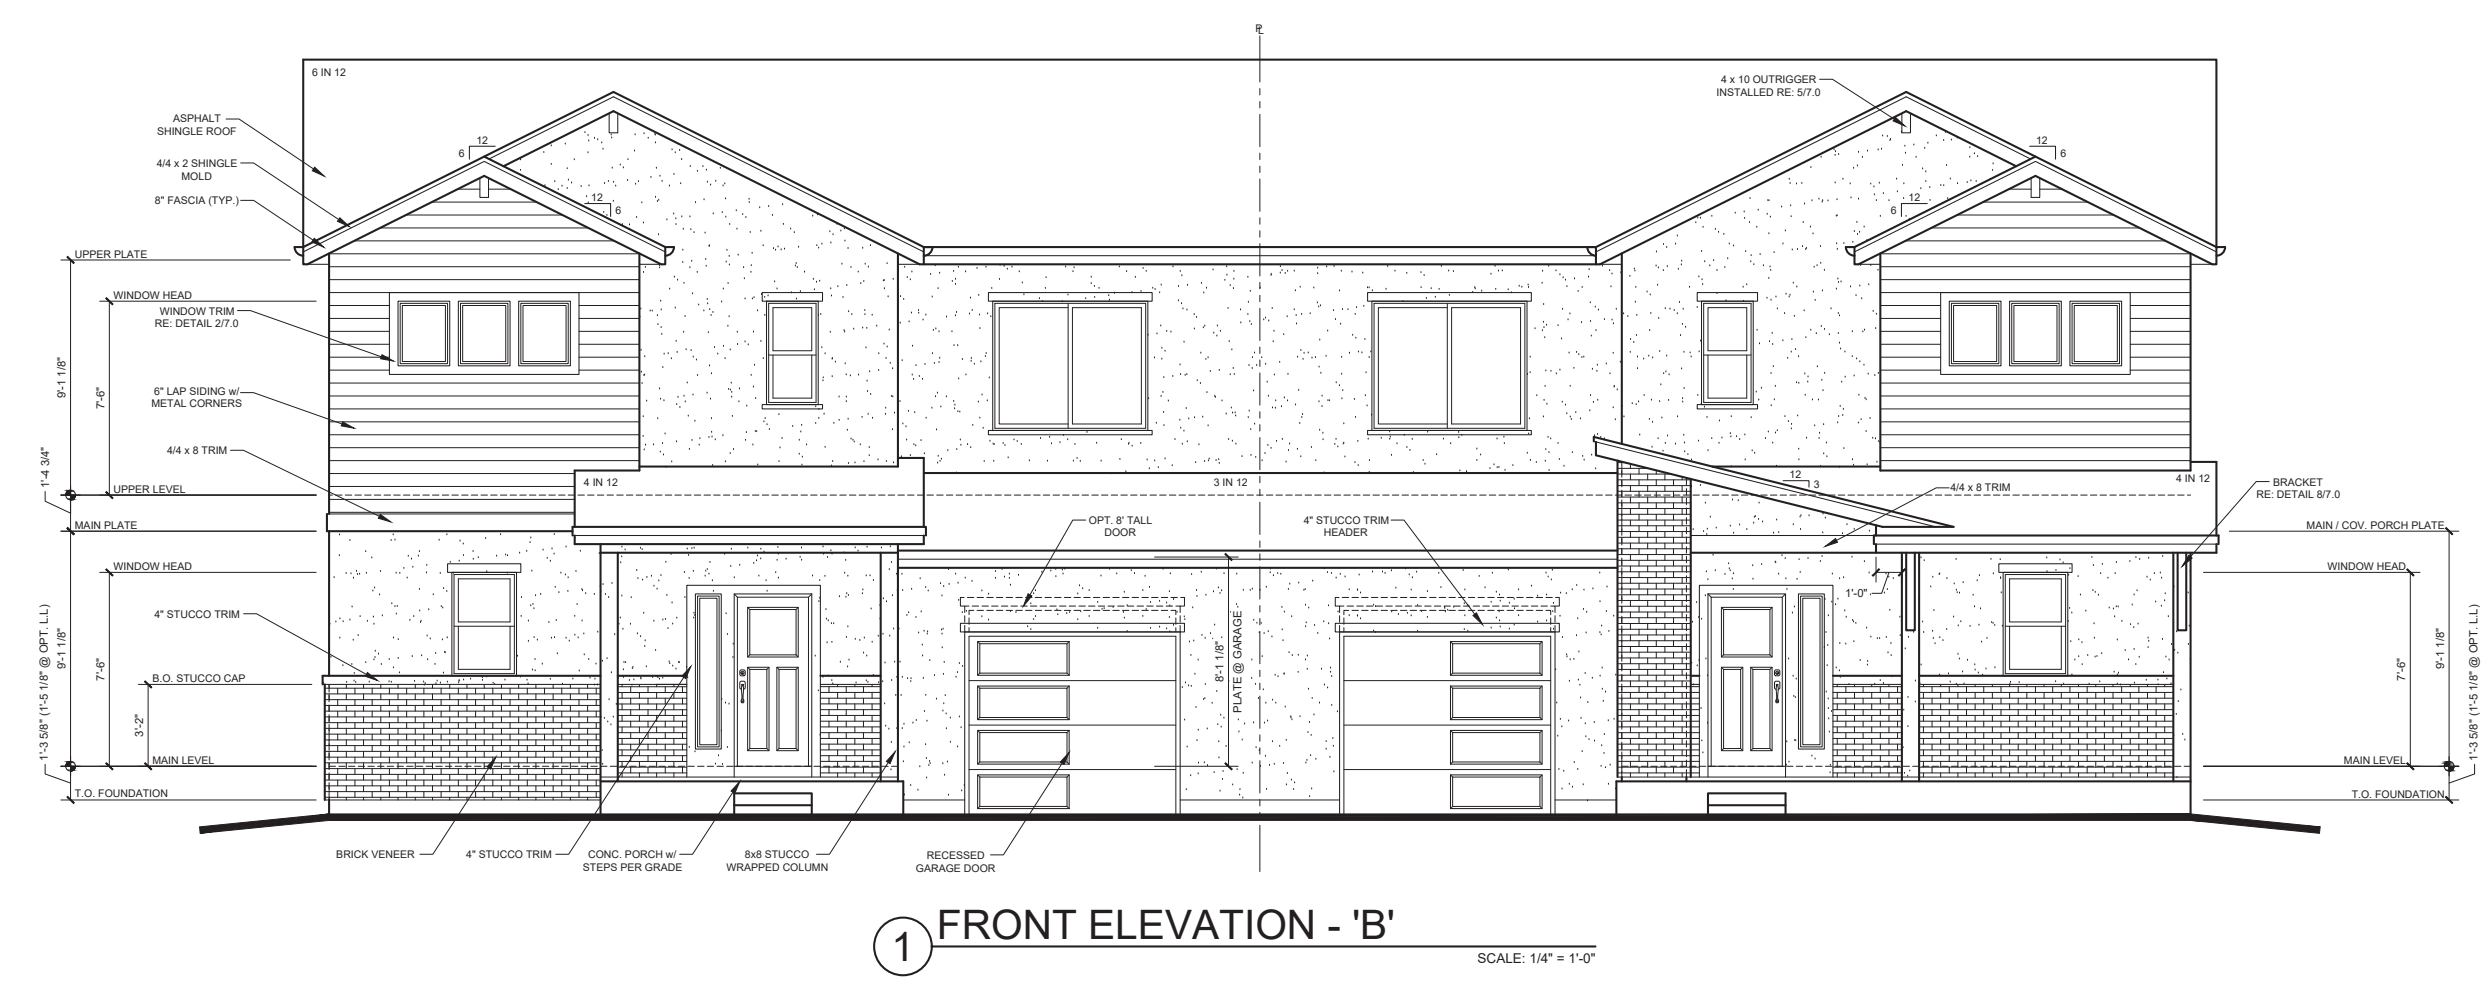 PL
6 IN 12
4 x 10 OUTRIGGER
INSTALLED RE: 5/7.0
ASPHALT
SHINGLE ROOF
12
6
12
6
4/4 x 2 SHINGLE
MOLD
8" FASCIA (TYP.)
12
6
12
6
UPPER PLATE
WINDOW HEAD
WINDOW TRIM
RE: DETAIL 2/7.0
9'-1 1/8"
7'-6"
6" LAP SIDING w/
METAL CORNERS
4/4 x 8 TRIM
1'-4 3/4"
UPPER LEVEL
4 IN 12
3 IN 12
12
3
4/4 x 8 TRIM
4 IN 12
BRACKET
RE: DETAIL 8/7.0
MAIN PLATE
OPT. 8' TALL
DOOR
4" STUCCO TRIM
HEADER
MAIN / COV. PORCH PLATE
WINDOW HEAD
WINDOW HEAD
1'-0"
4" STUCCO TRIM
9'-1 1/8"
7'-6"
8'-1 1/8"
PLATE @ GARAGE
7'-6"
9'-1 1/8"
B.O. STUCCO CAP
3'-2"
1'-3 5/8" (1'-5 1/8" @ OPT. L.L)
1'-3 5/8" (1'-5 1/8" @ OPT. L.L)
MAIN LEVEL
MAIN LEVEL
T.O. FOUNDATION
T.O. FOUNDATION
BRICK VENEER
4" STUCCO TRIM
CONC. PORCH w/
STEPS PER GRADE
8x8 STUCCO
WRAPPED COLUMN
RECESSED
GARAGE DOOR
1
FRONT ELEVATION - 'B'
SCALE: 1/4" = 1'-0"